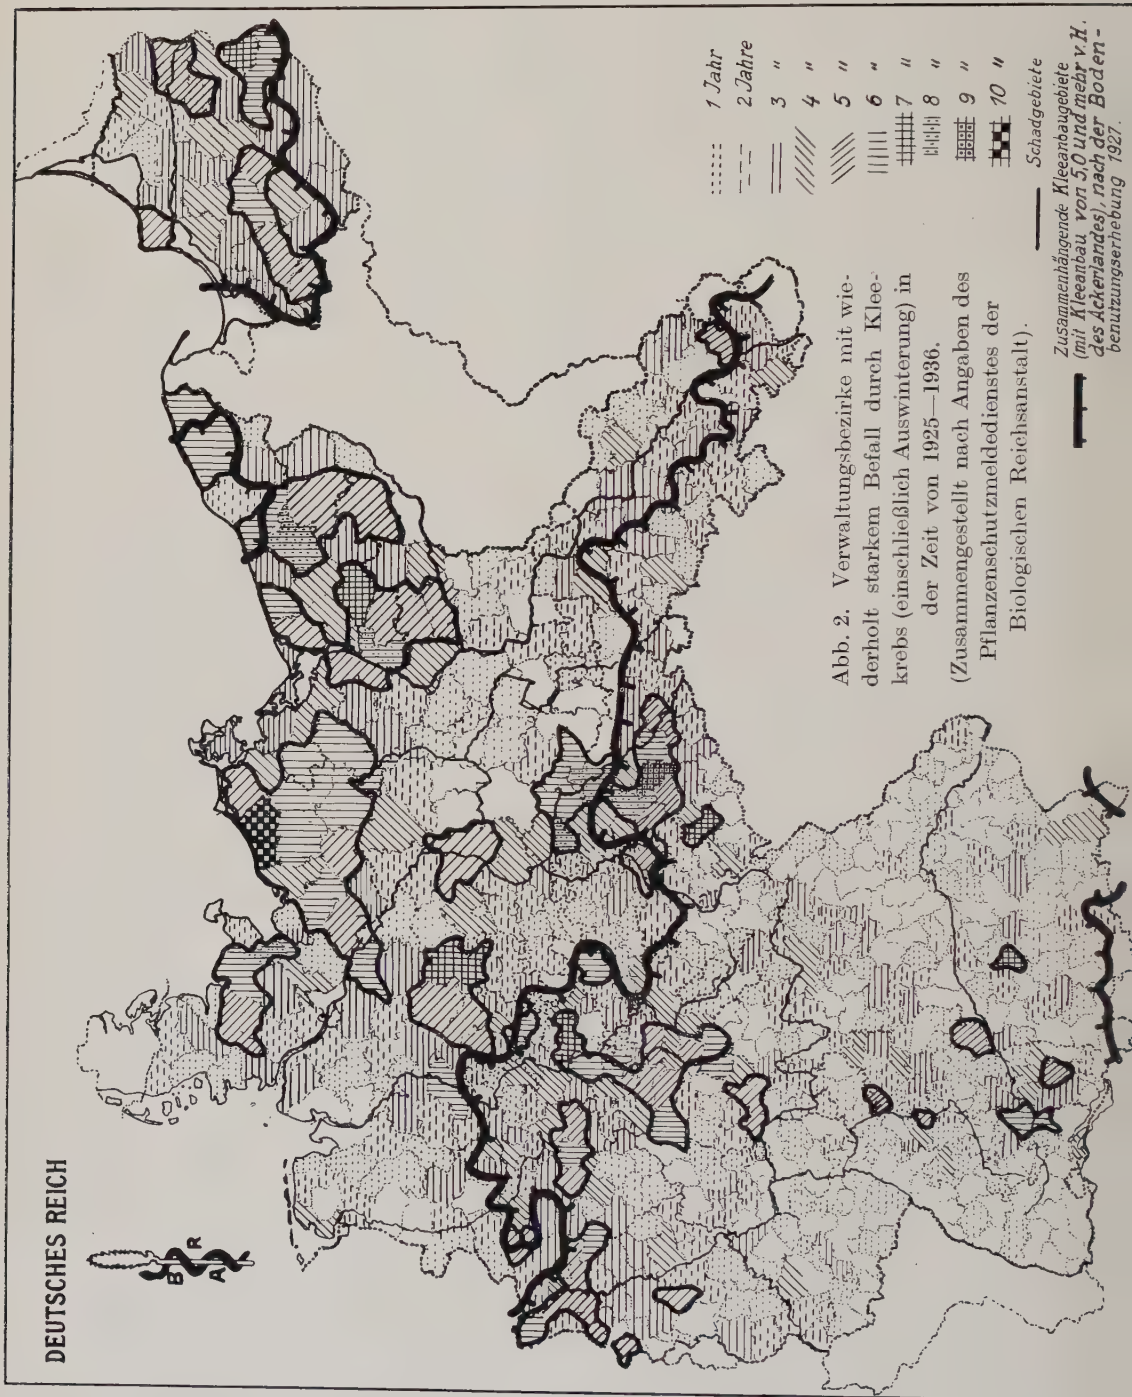 DEUTSCHES REICH
B
R
A
Abb. 2. Verwaltungsbezirke mit wie-
derholt starkem Befall durch Klee-
krebs (einschließlich Auswinterung) in
der Zeit von 1925—1936.
(Zusammengestellt nach Angaben des
Pflanzenschutzmeldedienstes der
Biologischen Reichsanstalt).
1 Jahr
2 Jahre
3 "
4 "
5 "
6 "
7 "
8 "
9 "
10 "
Schadgebiete
Zusammenhängende Kleeanbaugebiete
(mit Kleeanbau von 5,0 und mehr v.H.
des Ackerlandes), nach der Boden-
benutzungserhebung 1927.